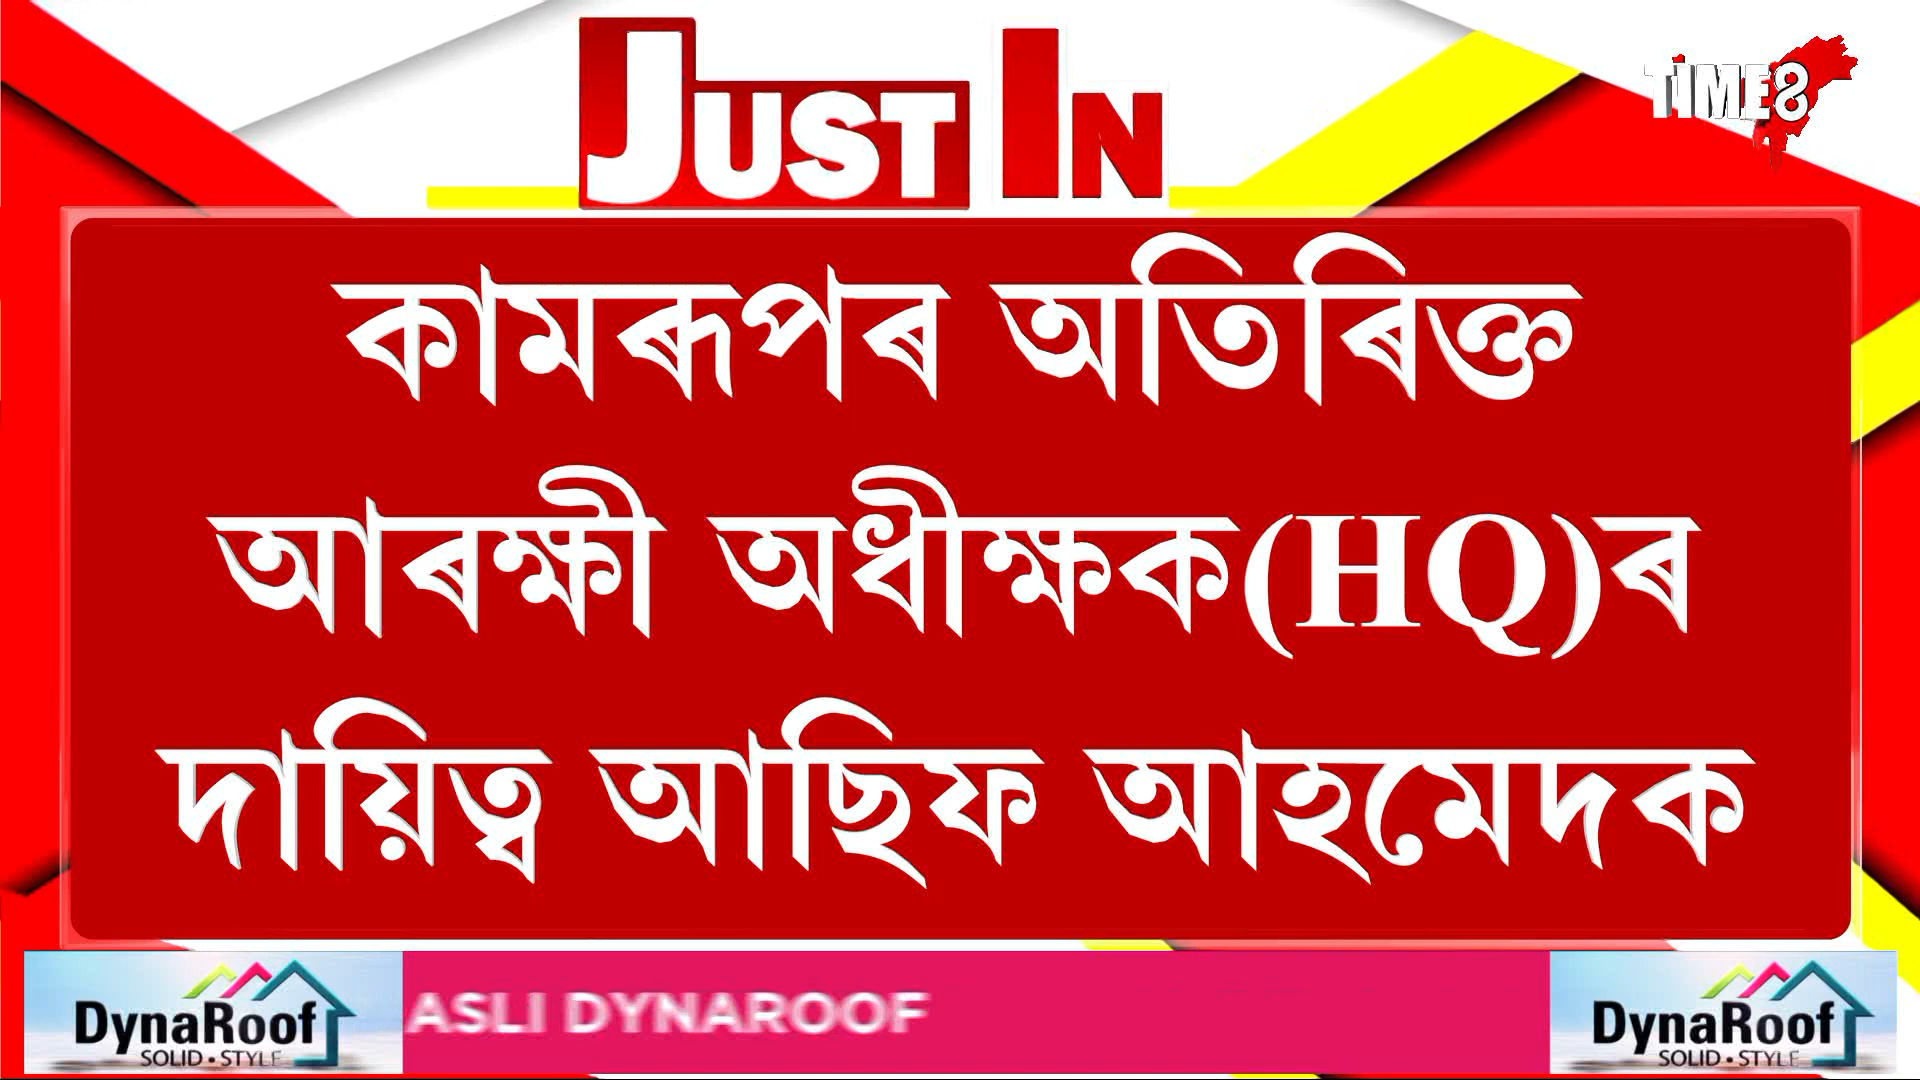 JUST IN
TIME8
কামৰূপৰ অতিৰিক্ত
আৰক্ষী অধীক্ষক(HQ)ৰ
দায়িত্ব আছিফ আহমেদক
DynaRoof
SOLID • STYLE
ASLI DYNAROOF
DynaRoof
SOLID • STYLE